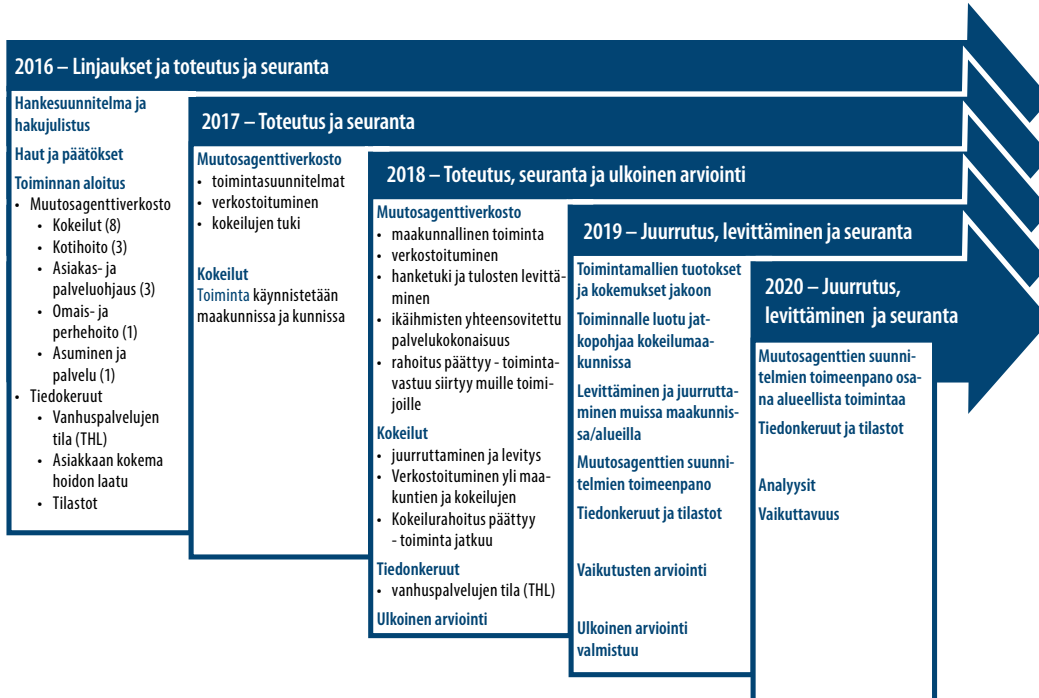 2016 – Linjaukset ja toteutus ja seuranta
Hankesuunnitelma ja
hakujulistus
Haut ja päätökset
Toiminnan aloitus
• Muutosagenttiverkosto
• Kokeilut (8)
• Kotihoito (3)
• Asiakas- ja
palveluohjaus (3)
• Omais- ja
perhehoito (1)
• Asuminen ja
palvelu (1)
• Tiedokeruut
• Vanhuspalvelujen
tila (THL)
• Asiakkaan kokema
hoidon laatu
• Tilastot
2017 – Toteutus ja seuranta
Muutosagenttiverkosto
• toimintasuunnitelmat
• verkostoituminen
• kokeilujen tuki
Kokeilut
Toiminta käynnistetään
maakunnissa ja kunnissa
2018 – Toteutus, seuranta ja ulkoinen arviointi
Muutosagenttiverkosto
• maakunnallinen toiminta
• verkostoituminen
• hanketuki ja tulosten levittä-
minen
• ikäihmisten yhteensovitettu
palvelukokonaisuus
• rahoitus päättyy - toiminta-
vastuu siirtyy muille toimi-
joille
Kokeilut
• juurruttaminen ja levitys
• Verkostoituminen yli maa-
kuntien ja kokeilujen
• Kokeilurahoitus päättyy
- toiminta jatkuu
Tiedonkeruut
• vanhuspalvelujen tila (THL)
Ulkoinen arviointi
2019 – Juurrutus, levittäminen ja seuranta
Toimintamallien tuotokset
ja kokemukset jakoon
Toiminnalle luotu jat-
kopohjaa kokeilumaa-
kunnissa
Levittäminen ja juurrutta-
minen muissa maakunnis-
sa/alueilla
Muutosagenttien suunni-
telmien toimeenpano
Tiedonkeruut ja tilastot
Vaikutusten arviointi
Ulkoinen arviointi
valmistuu
2020 – Juurrutus,
levittäminen ja seuranta
Muutosagenttien suunni-
telmien toimeenpano osa-
na alueellista toimintaa
Tiedonkeruut ja tilastot
Analyysit
Vaikuttavuus